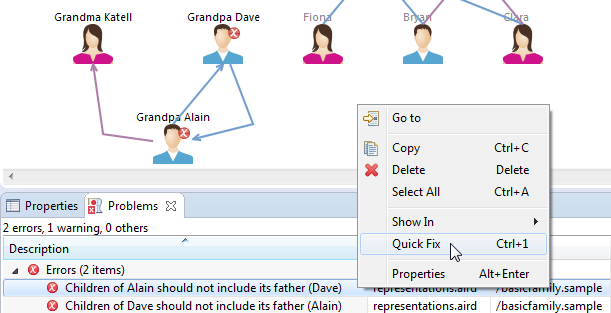 Grandma Katell
Grandpa Dave
Fiona
Bryan
Clara
Grandpa Alain
Go to
Copy Ctrl+C
Delete Delete
Select All Ctrl+A
Show In
Quick Fix Ctrl+1
Properties Alt+Enter
Properties Problems
2 errors, 1 warning, 0 others
Description
Errors (2 items)
Children of Alain should not include its father (Dave) representations.aird /basicfamily.sample
Children of Dave should not include its father (Alain) representations.aird /basicfamily.sample